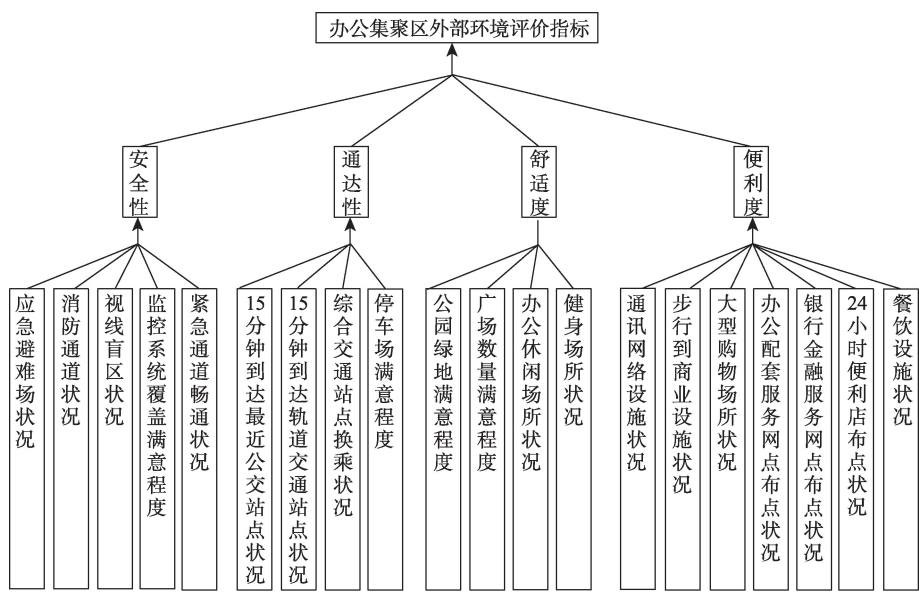 办公集聚区外部环境评价指标
安全性
通达性
舒适度
便利度
应急避难场状况
消防通道状况
视线盲区状况
监控系统覆盖满意程度
紧急通道畅通状况
15分钟到达最近公交站点状况
15分钟到达轨道交通站点状况
综合交通站点换乘状况
停车场满意程度
公园绿地满意程度
广场数量满意程度
办公休闲场所状况
健身场所状况
通讯网络设施状况
步行到商业设施状况
大型购物场所状况
办公配套服务网点布点状况
银行金融服务网点布点状况
24小时便利店布点状况
餐饮设施状况